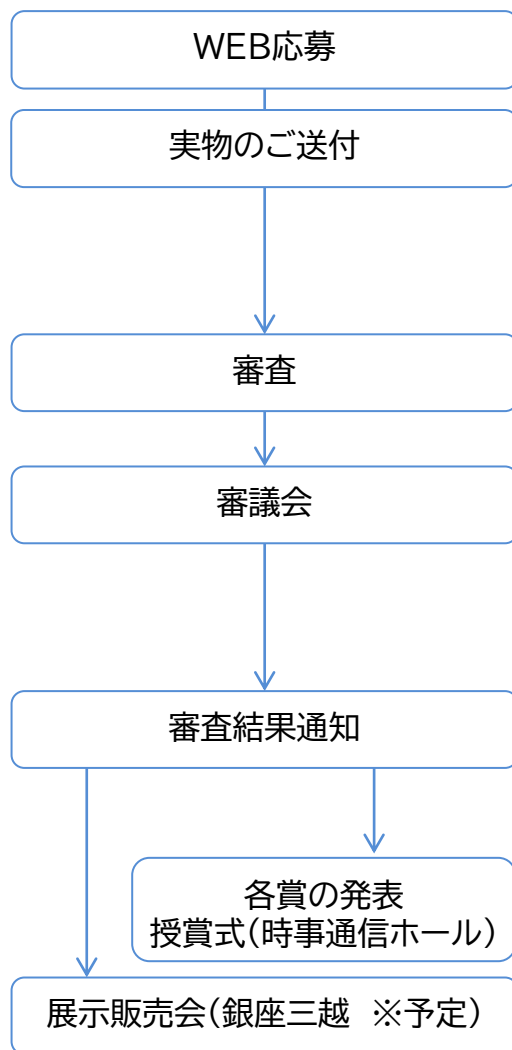 WEB応募
実物のご送付
審査
審議会
審査結果通知
各賞の発表
授賞式(時事通信ホール)
展示販売会(銀座三越 ※予定)